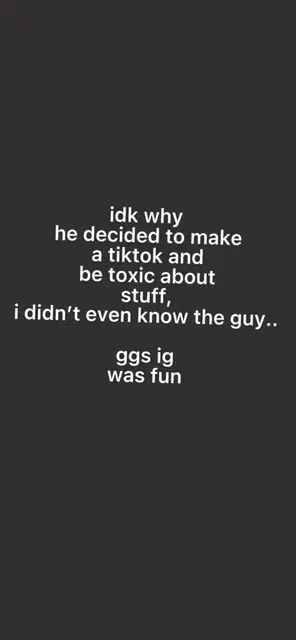 idk why
he decided to make
a tiktok and
be toxic about
stuff,
i didn’t even know the guy..
ggs ig
was fun